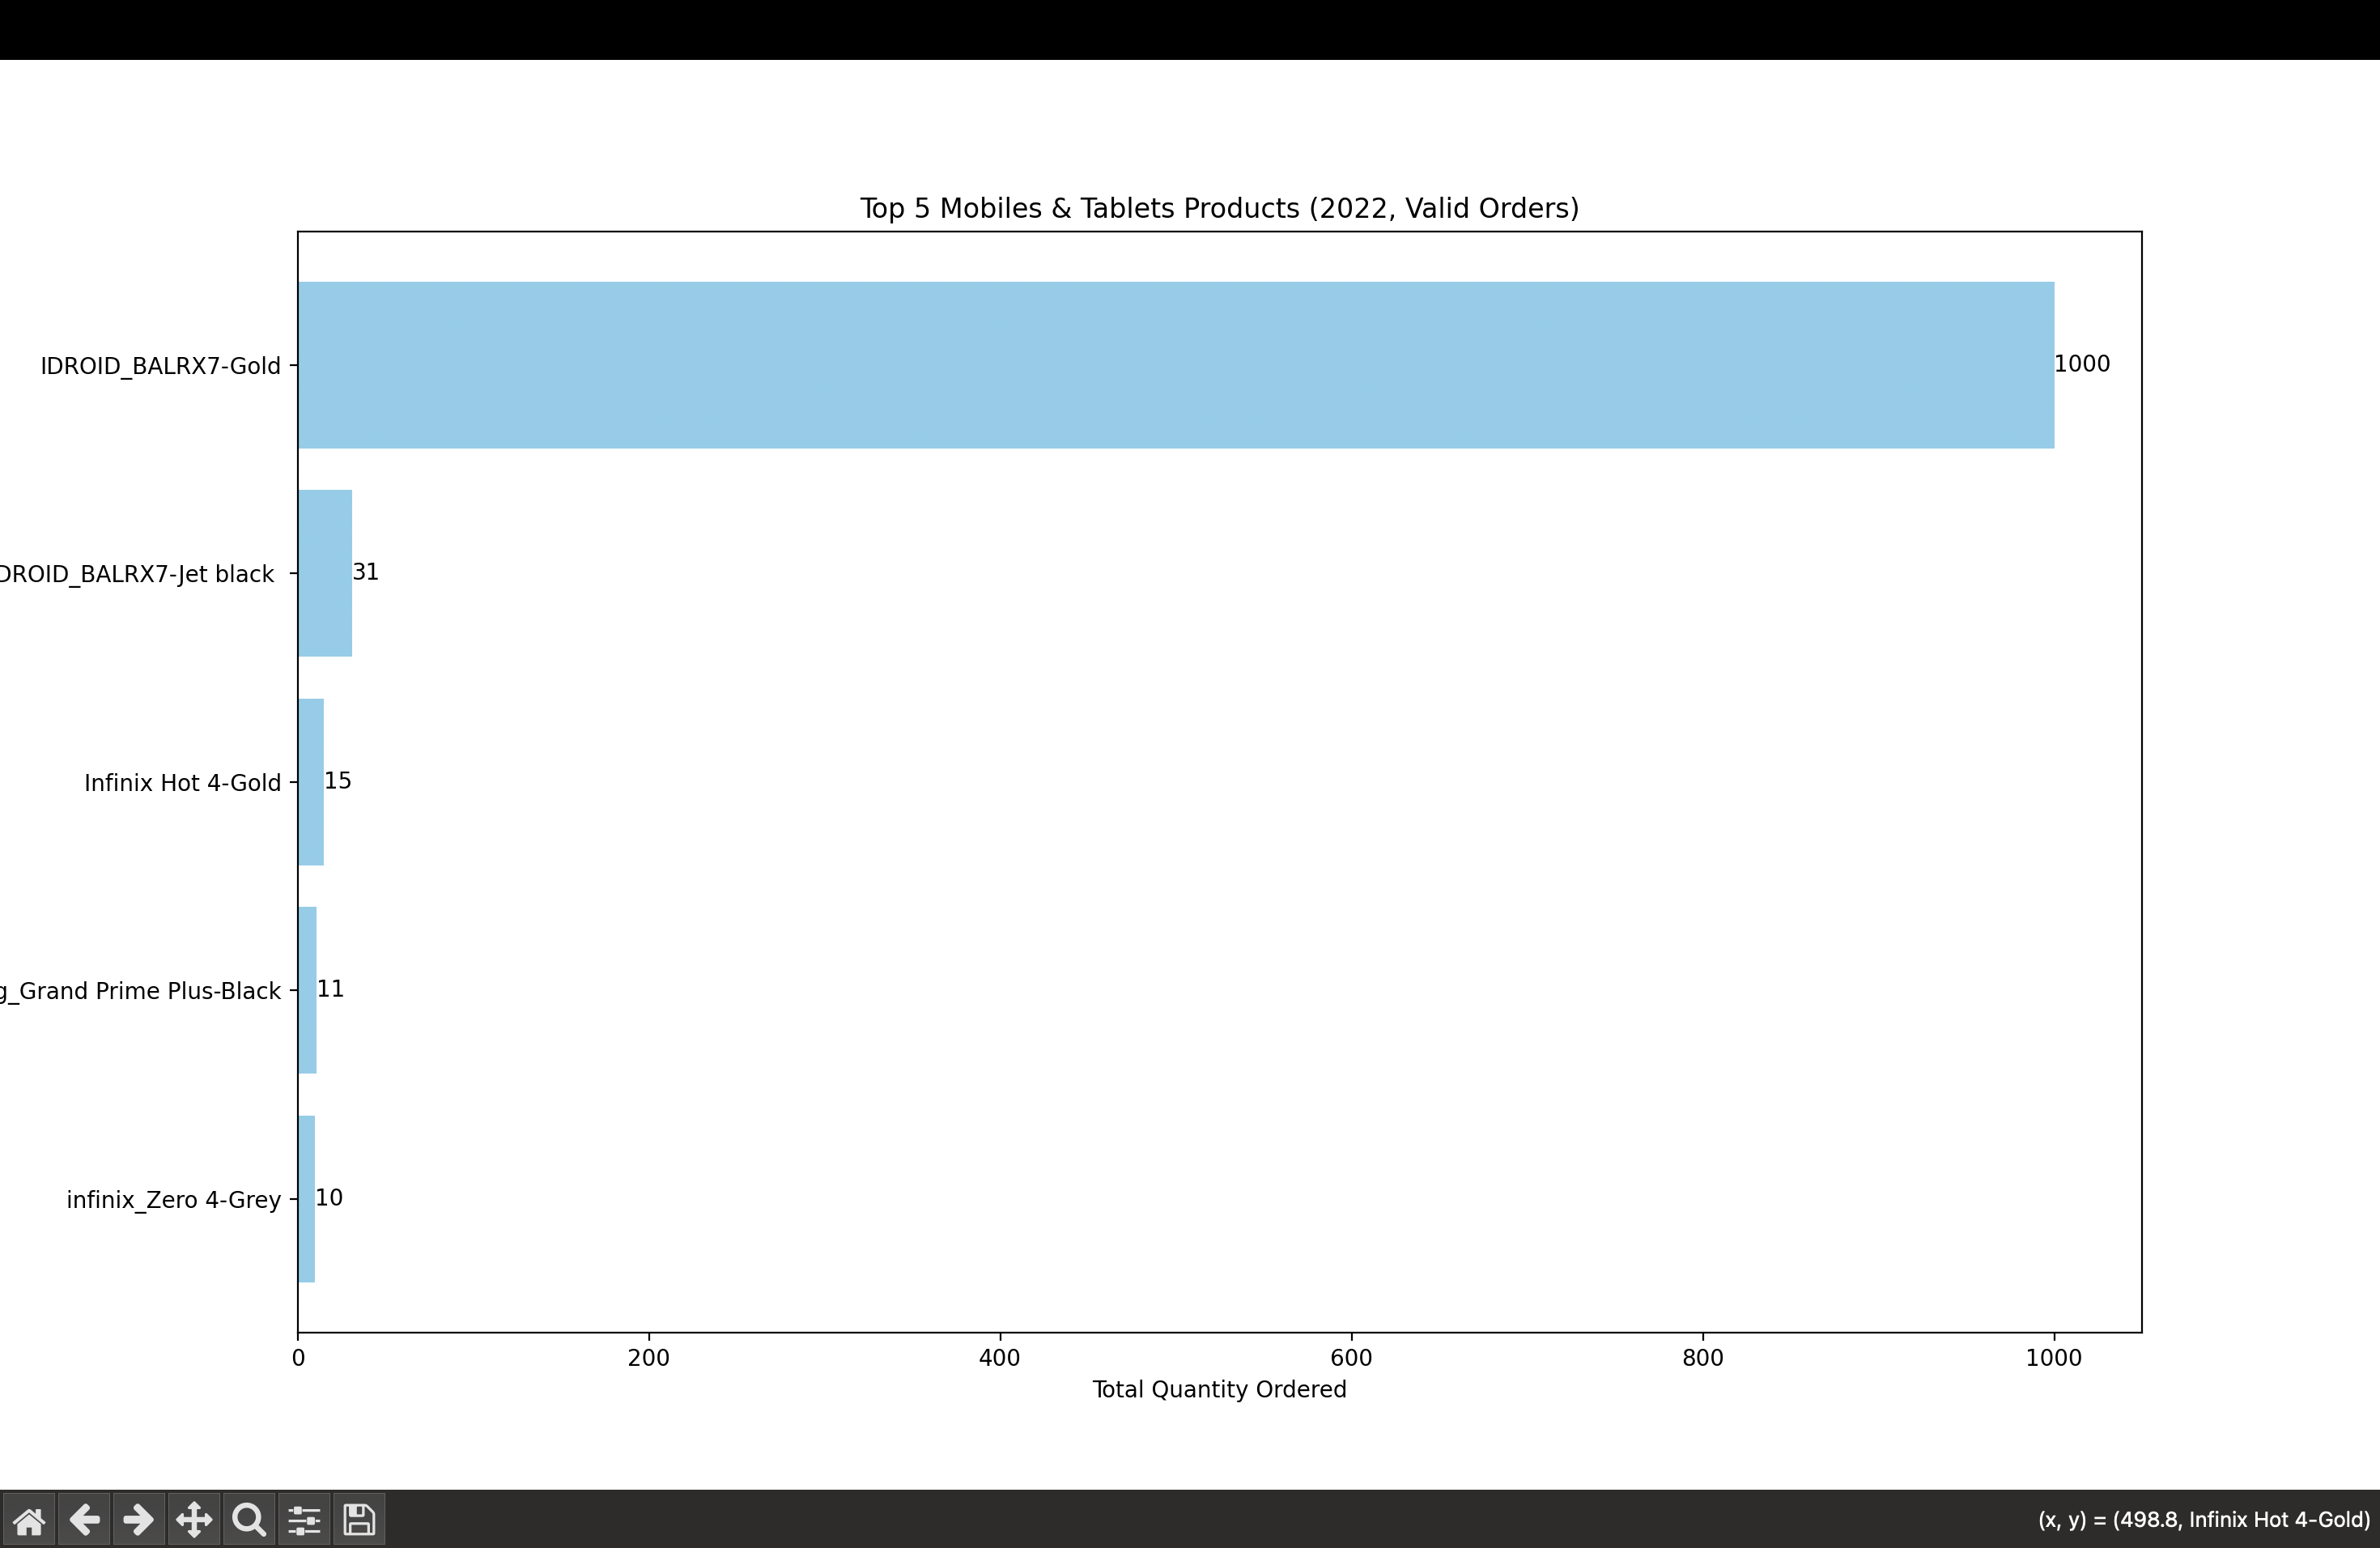 Top 5 Mobiles & Tablets Products (2022, Valid Orders)
IDROID_BALRX7-Gold
1000
DROID_BALRX7-Jet black
31
Infinix Hot 4-Gold
15
g_Grand Prime Plus-Black
11
infinix_Zero 4-Grey
10
0 200 400 600 800 1000
Total Quantity Ordered
(x, y) = (498.8, Infinix Hot 4-Gold)